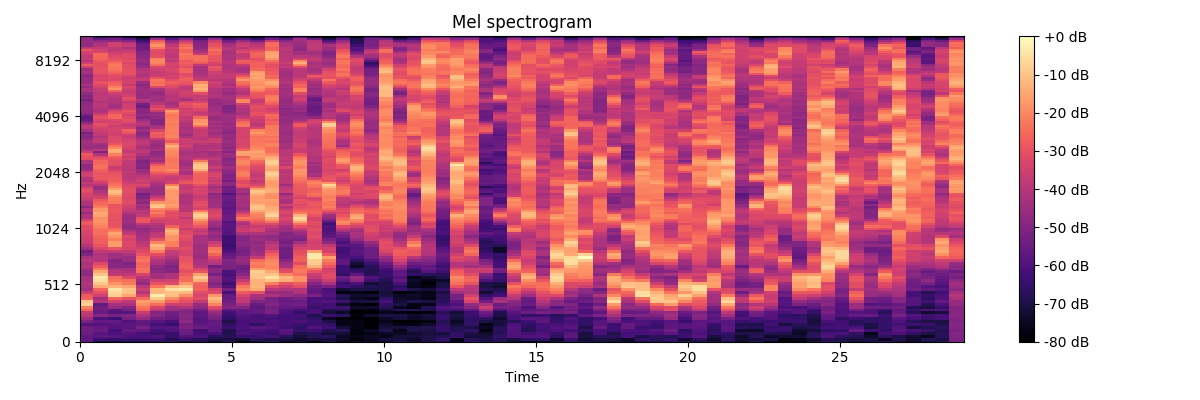 Mel spectrogram
Hz
8192
4096
2048
1024
512
0
0 5 10 15 20 25
Time
+0 dB
-10 dB
-20 dB
-30 dB
-40 dB
-50 dB
-60 dB
-70 dB
-80 dB